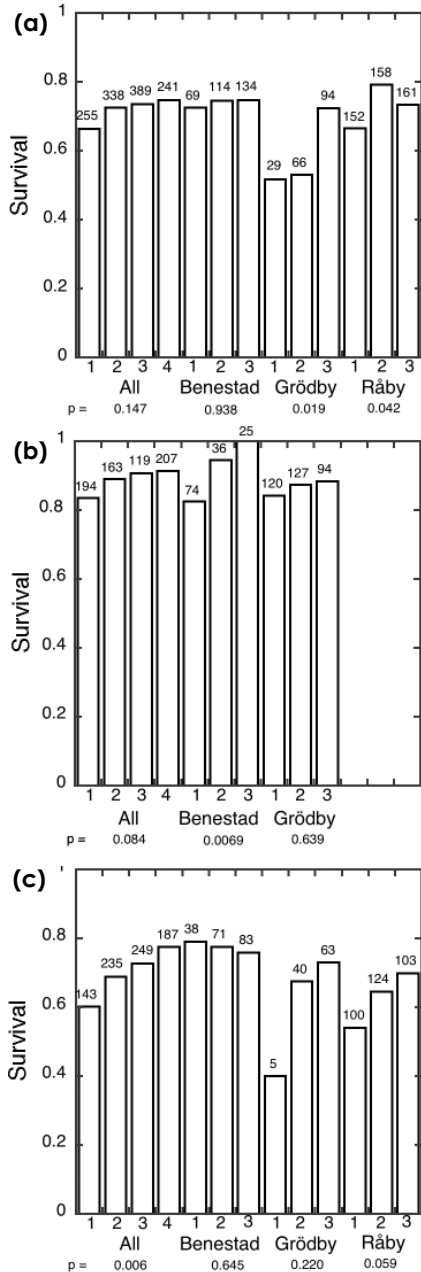 (a)
1
0.8
0.6
0.4
0.2
0
Survival
255 338 389 241 69 114 134 29 66 94 152 158 161
1 2 3 4 1 2 3 1 2 3 1 2 3
All Benestad Grödby Råby
p = 0.147 0.938 0.019 0.042
(b)
1
0.8
0.6
0.4
0.2
0
Survival
194 163 119 207 74 36 25 120 127 94
1 2 3 4 1 2 3 1 2 3
All Benestad Grödby
p = 0.084 0.0069 0.639
(c)
0.8
0.6
0.4
0.2
0
Survival
143 235 249 187 38 71 83 5 40 63 100 124 103
1 2 3 4 1 2 3 1 2 3 1 2 3
All Benestad Grödby Råby
p = 0.006 0.645 0.220 0.059